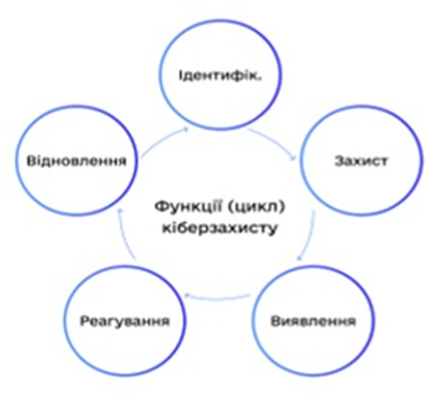 Ідентифік.
Відновлення
Захист
Функції (цикл)
кіберзахисту
Реагування
Виявлення